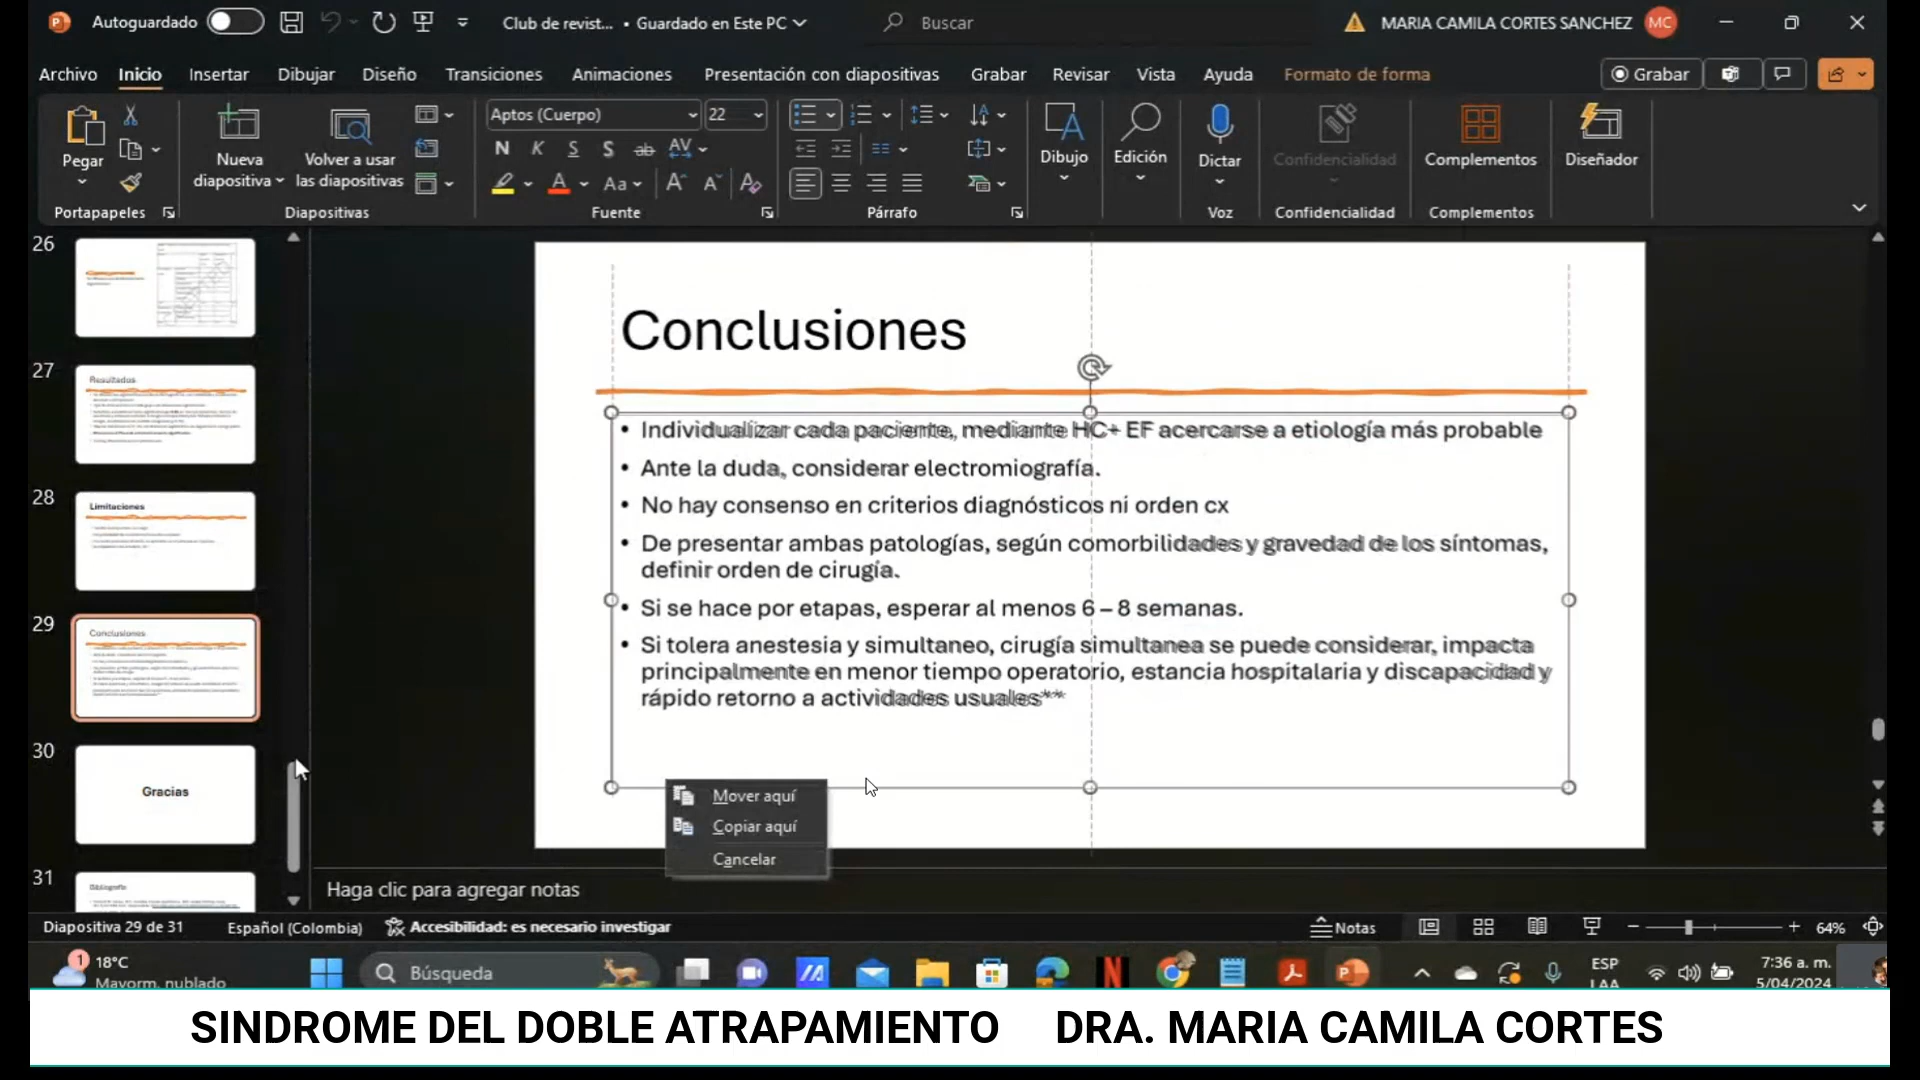 Autoguardado
Club de revist... • Guardado en Este PC
Buscar
MARIA CAMILA CORTES SANCHEZ
MC
Archivo Inicio Insertar Dibujar Diseño Transiciones Animaciones Presentación con diapositivas Grabar Revisar Vista Ayuda Formato de forma
Grabar
Pegar
Nueva diapositiva
Volver a usar las diapositivas
Aptos (Cuerpo) 22
N K S S ab AV
Aa
Dibujo
Edición
Dictar
Confidencialidad
Complementos
Diseñador
Portapapeles Diapositivas Fuente Párrafo Voz Confidencialidad Complementos
26
27
Resultados
28
Limitaciones
29
Conclusiones
30
Gracias
31
Bibliografía
Conclusiones
• Individualizar cada paciente, mediante HC+ EF acercarse a etiología más probable
• Ante la duda, considerar electromiografía.
• No hay consenso en criterios diagnósticos ni orden cx
• De presentar ambas patologías, según comorbilidades y gravedad de los síntomas,
definir orden de cirugía.
• Si se hace por etapas, esperar al menos 6 – 8 semanas.
• Si tolera anestesia y simultaneo, cirugía simultanea se puede considerar, impacta
principalmente en menor tiempo operatorio, estancia hospitalaria y discapacidad y
rápido retorno a actividades usuales**
Mover aquí
Copiar aquí
Cancelar
Haga clic para agregar notas
Diapositiva 29 de 31 Español (Colombia) Accesibilidad: es necesario investigar
Notas
64%
1
18°C
Mayorm. nublado
Búsqueda
ESP
LAA
7:36 a. m.
5/04/2024
SINDROME DEL DOBLE ATRAPAMIENTO DRA. MARIA CAMILA CORTES